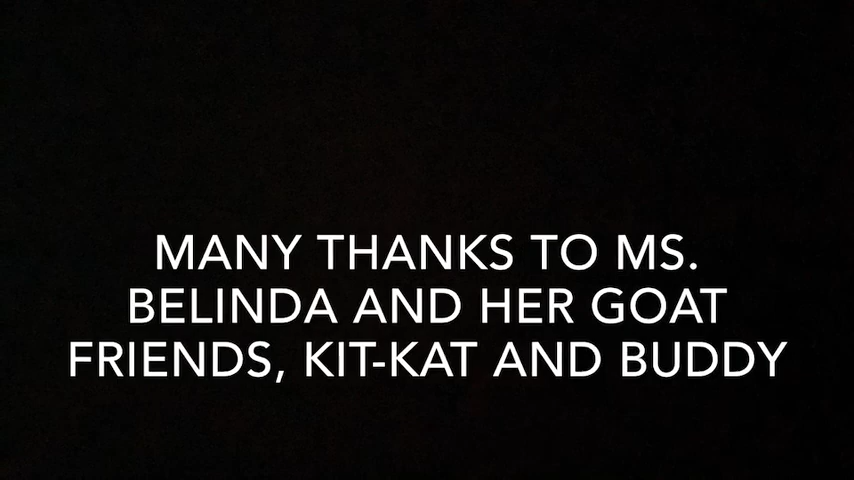 MANY THANKS TO MS.
BELINDA AND HER GOAT
FRIENDS, KIT-KAT AND BUDDY